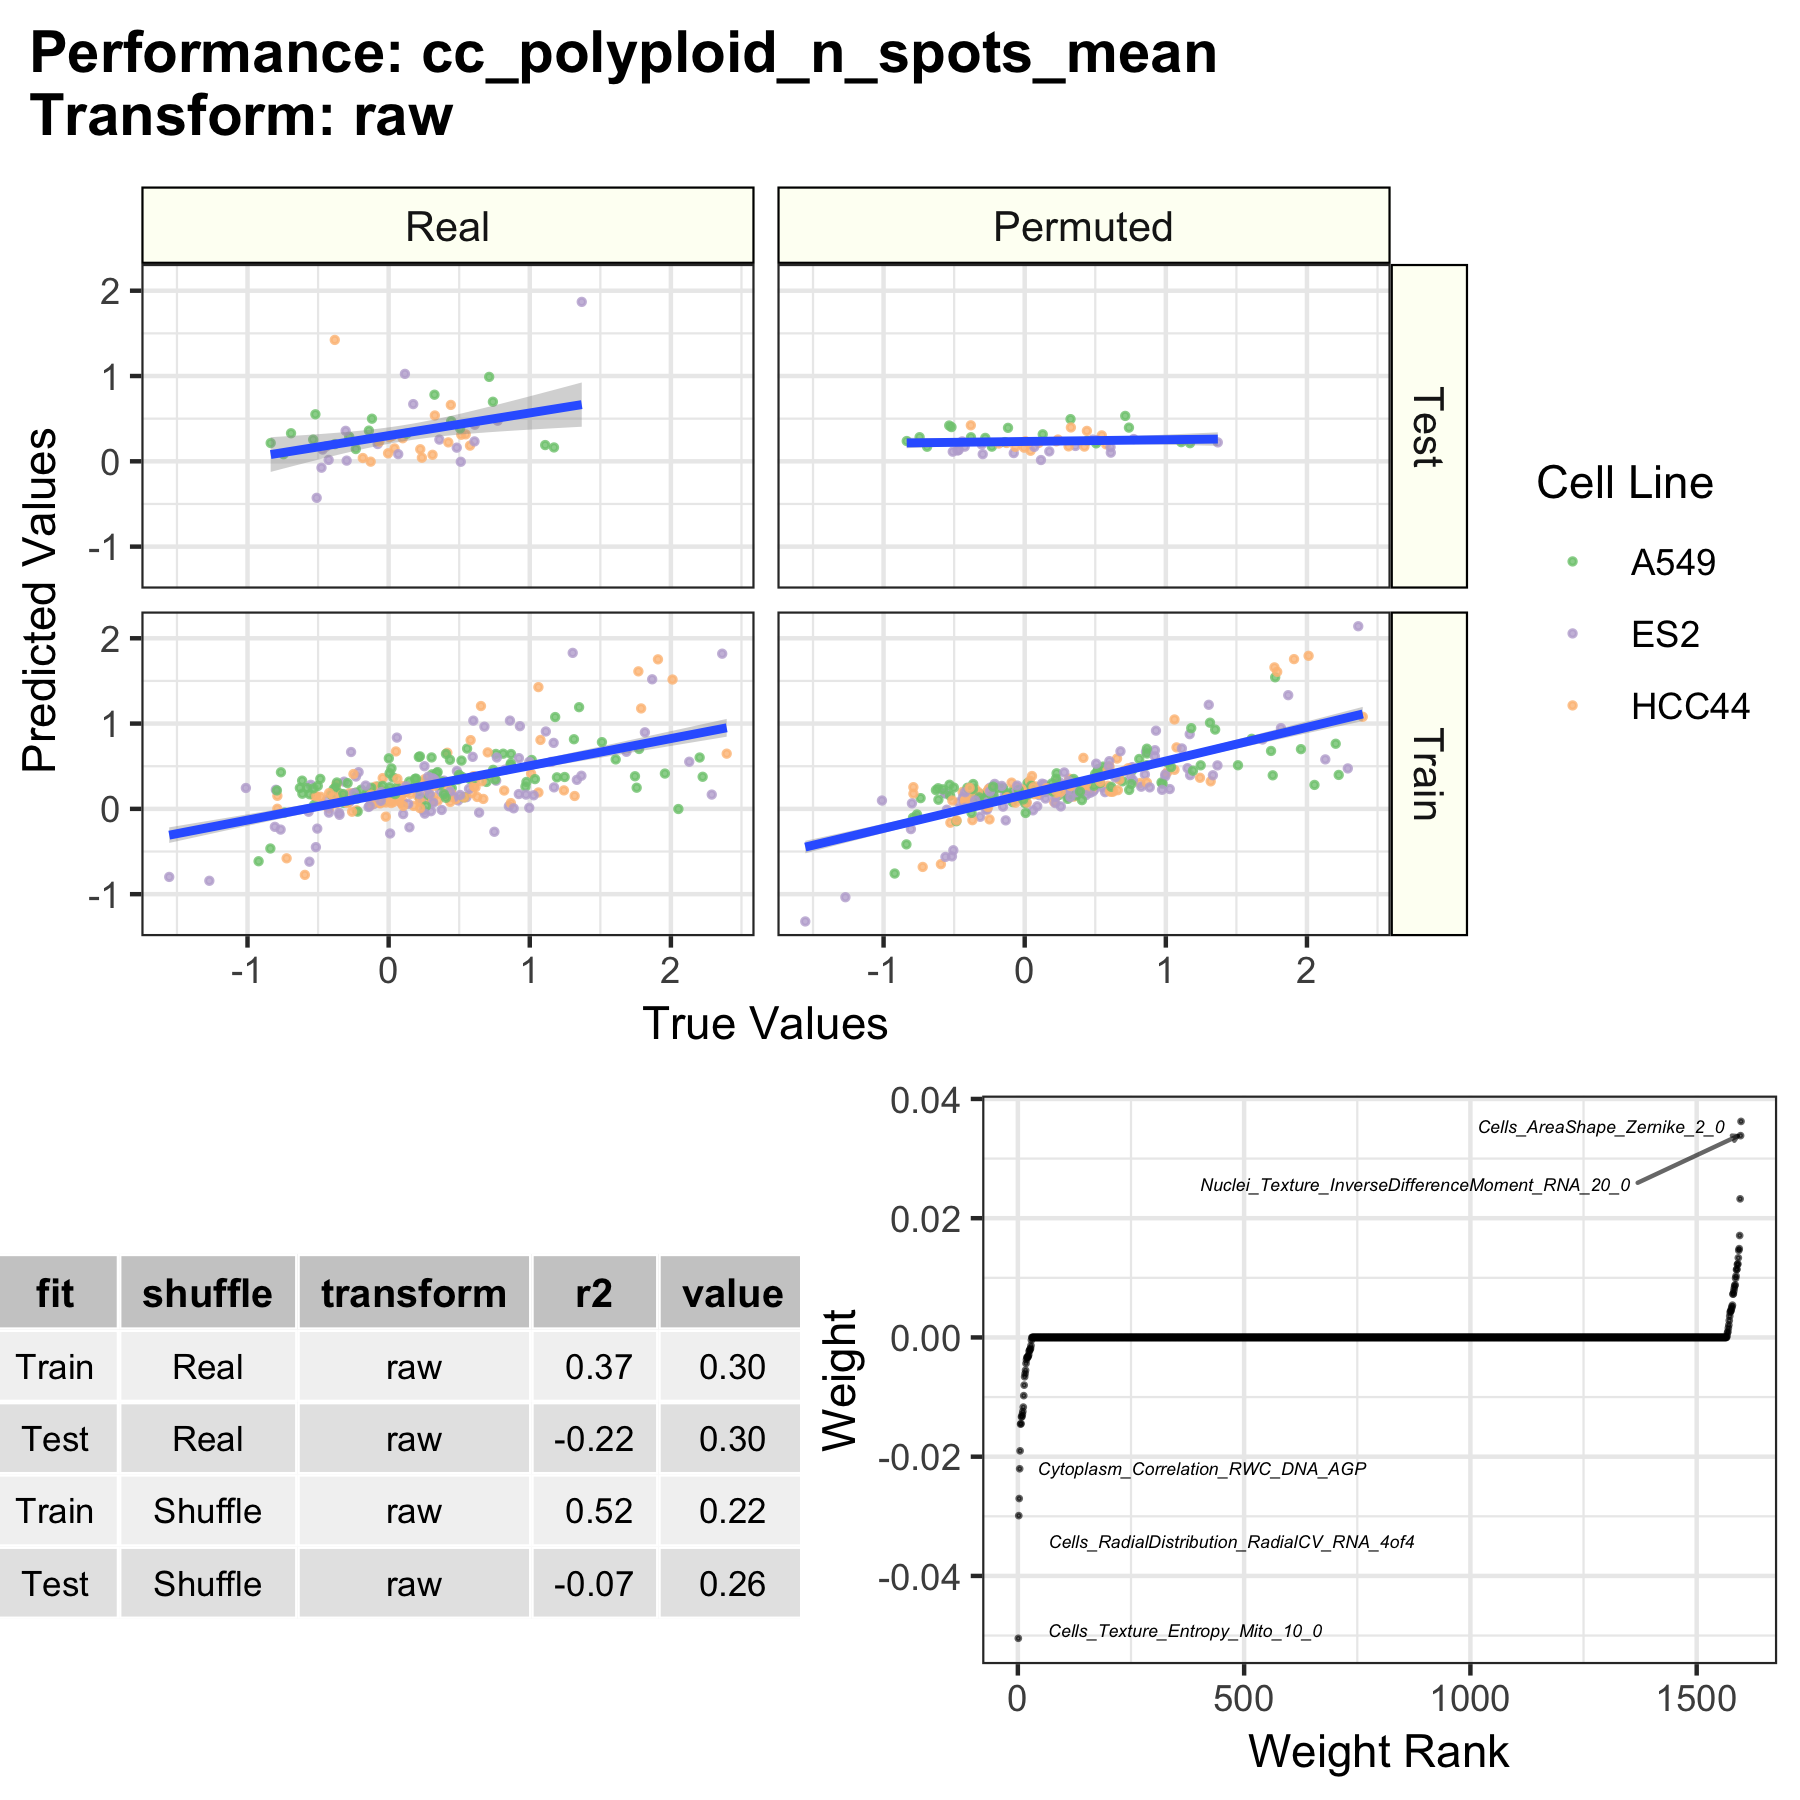 Performance: cc_polyploid_n_spots_mean
Transform: raw
Real
Permuted
Predicted Values
2
1
0
-1
Test
2
1
0
-1
Train
-1
0
1
2
-1
0
1
2
True Values
Cell Line
A549
ES2
HCC44
fit shuffle transform r2 value
Train Real raw 0.37 0.30
Test Real raw -0.22 0.30
Train Shuffle raw 0.52 0.22
Test Shuffle raw -0.07 0.26
Weight
0.04
0.02
0.00
-0.02
-0.04
Cells_AreaShape_Zernike_2_0
Nuclei_Texture_InverseDifferenceMoment_RNA_20_0
Cytoplasm_Correlation_RWC_DNA_AGP
Cells_RadialDistribution_RadialCV_RNA_4of4
Cells_Texture_Entropy_Mito_10_0
0
500
1000
1500
Weight Rank